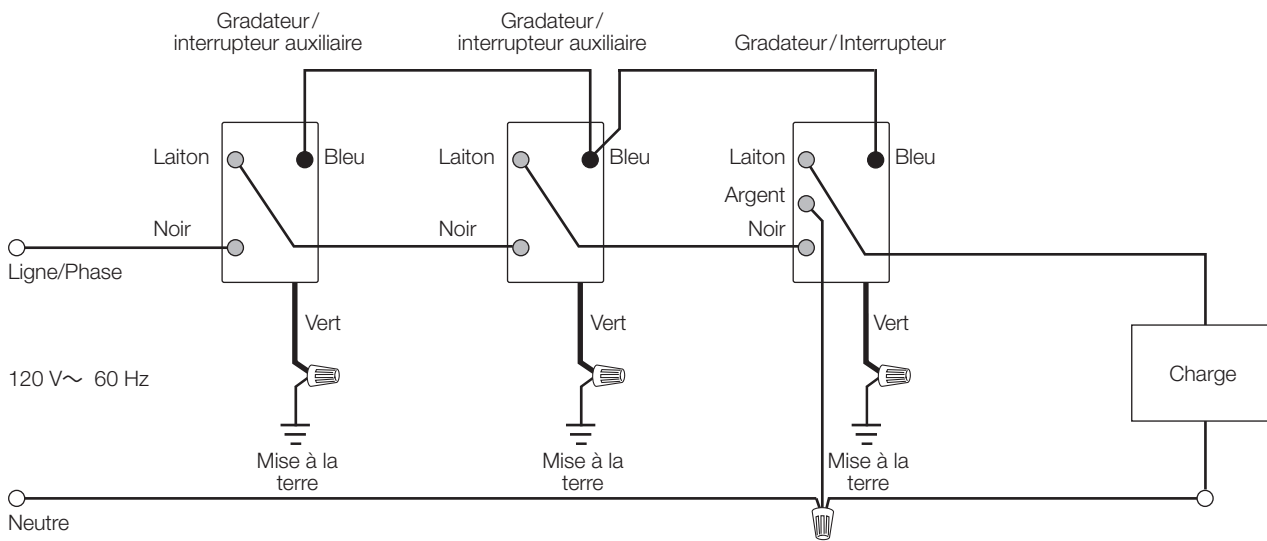 Gradateur/
interrupteur auxiliaire
Gradateur/
interrupteur auxiliaire
Gradateur/Interrupteur
Laiton
Bleu
Laiton
Bleu
Laiton
Bleu
Argent
Noir
Noir
Noir
Ligne/Phase
Vert
Vert
Vert
120 V～ 60 Hz
Charge
Mise à la
terre
Mise à la
terre
Mise à la
terre
Neutre